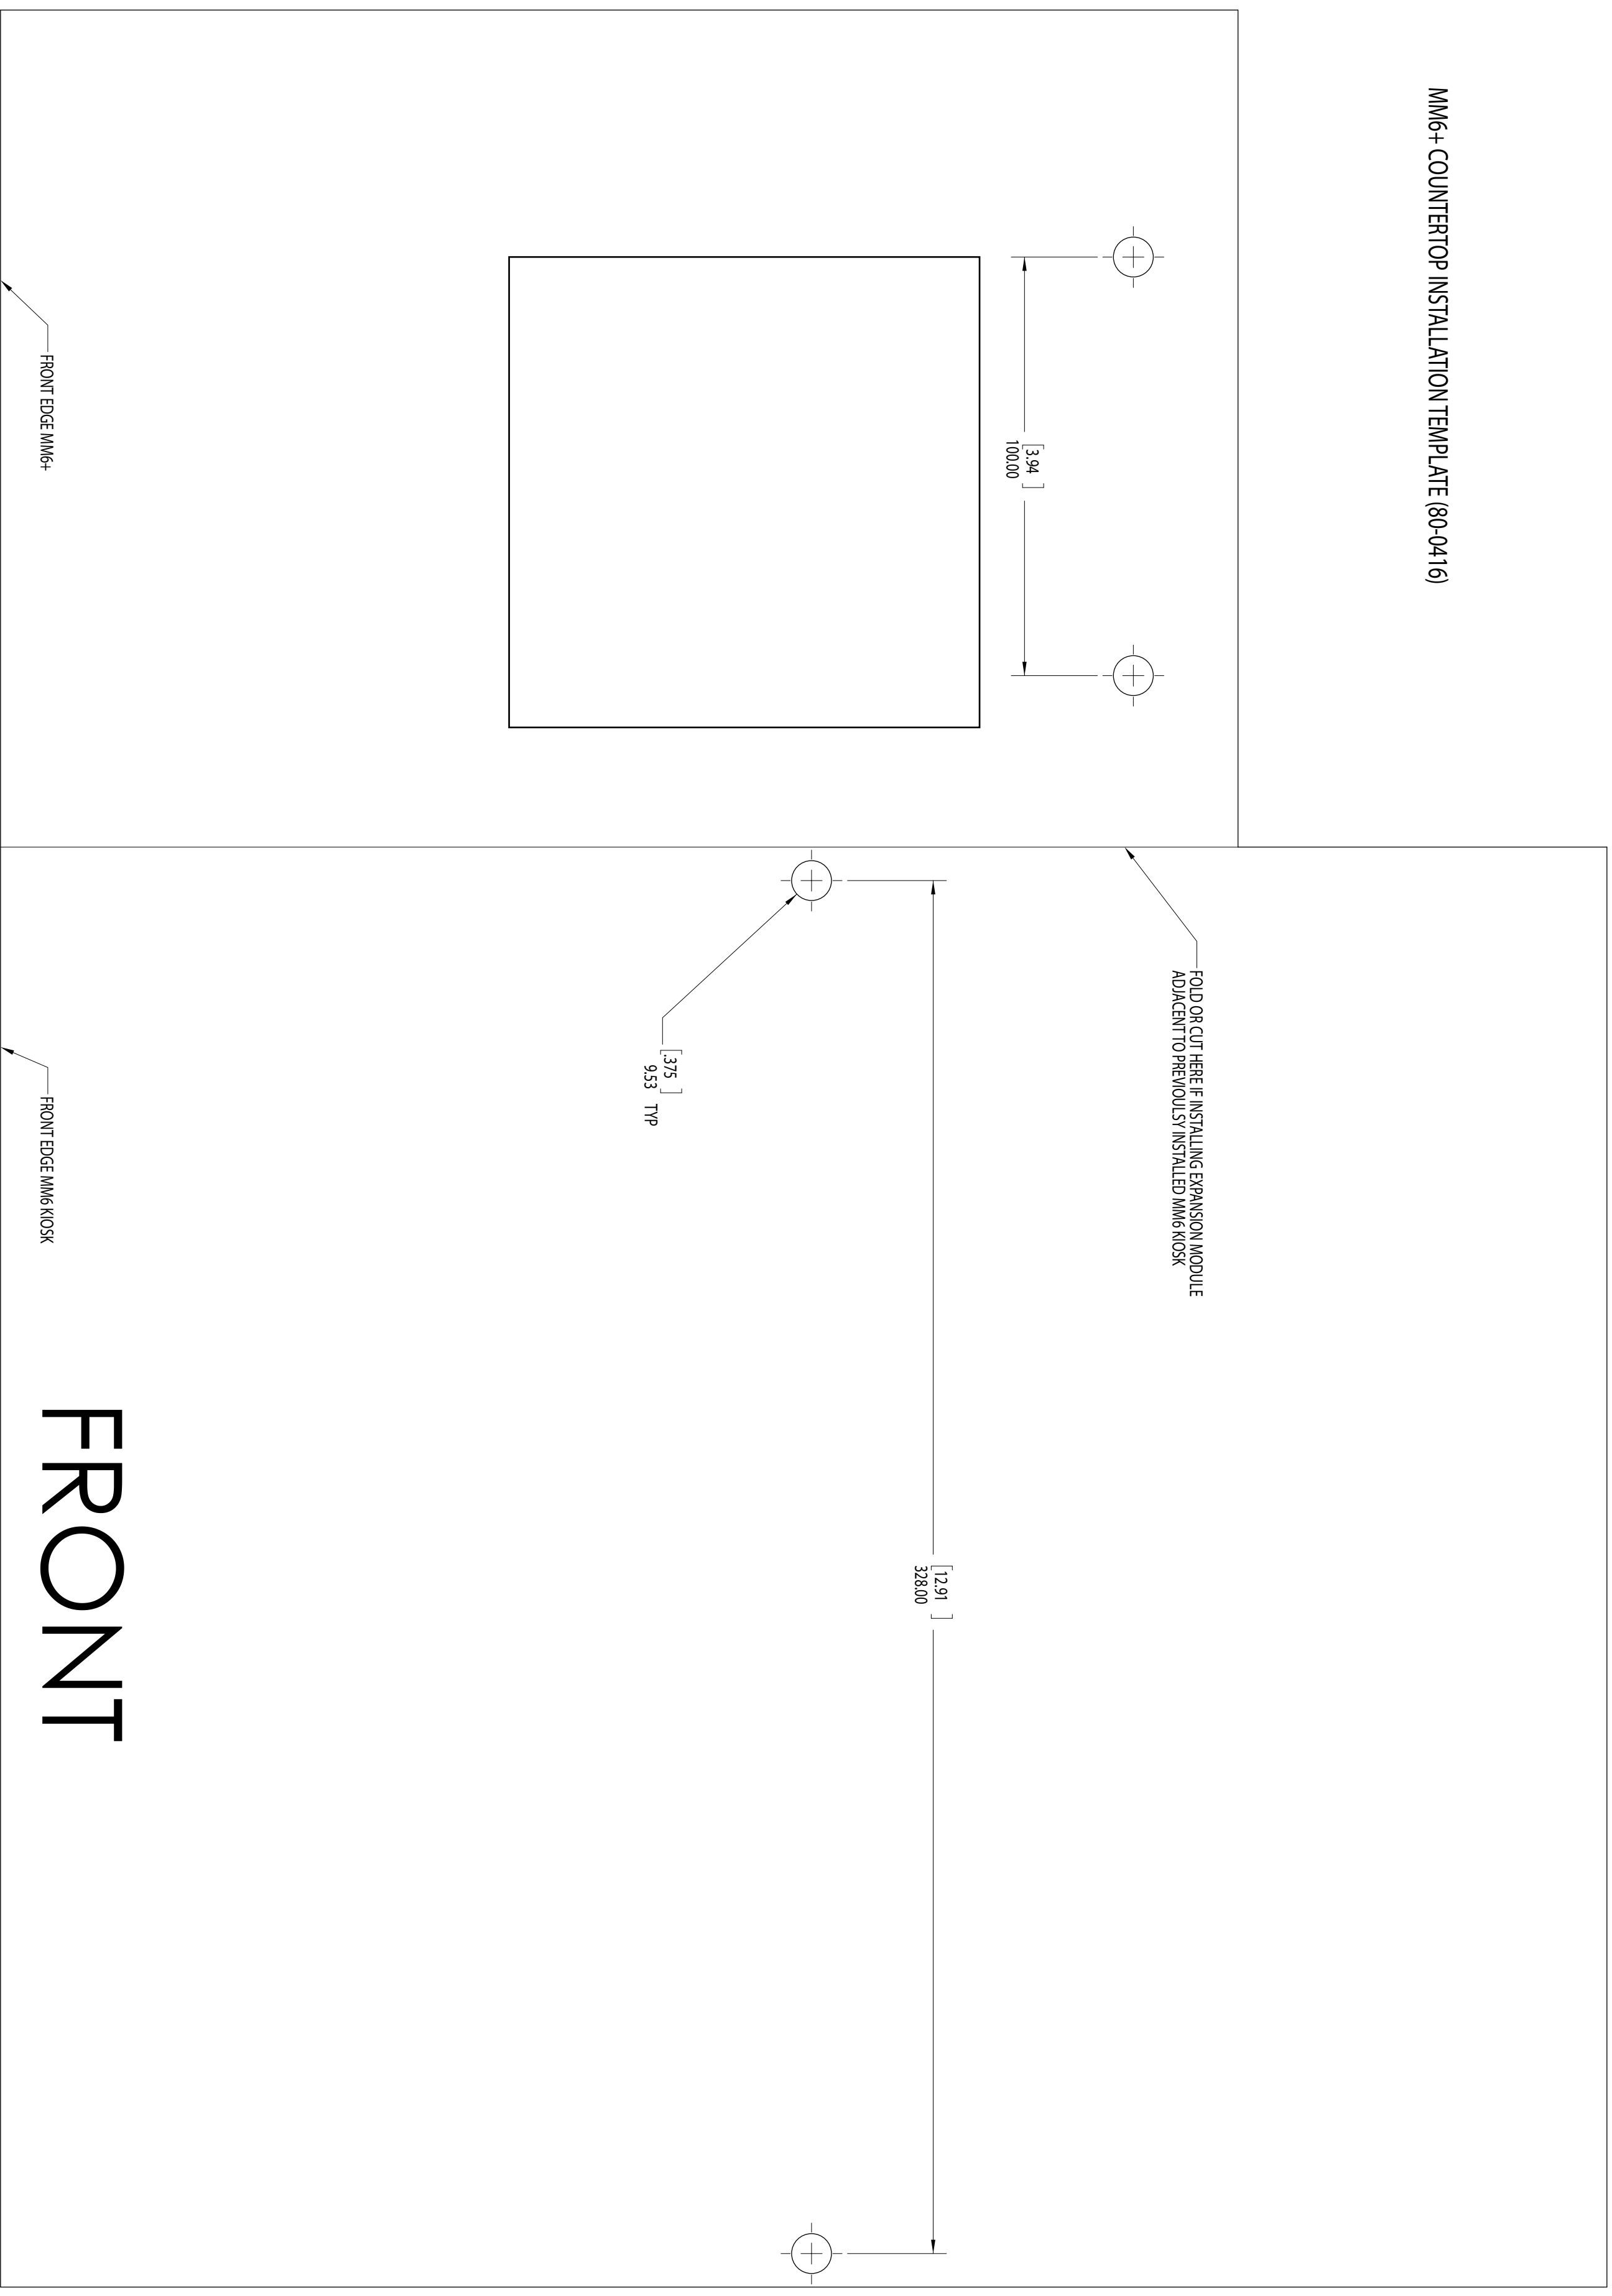 MM6+ COUNTERTOP INSTALLATION TEMPLATE (80-0416)
[3.94]
100.00
FOLD OR CUT HERE IF INSTALLING EXPANSION MODULE
ADJACENT TO PREVIOULSY INSTALLED MM6 KIOSK
[12.91]
328.00
[.375]
9.53 TYP
FRONT EDGE MM6+
FRONT EDGE MM6 KIOSK
FRONT